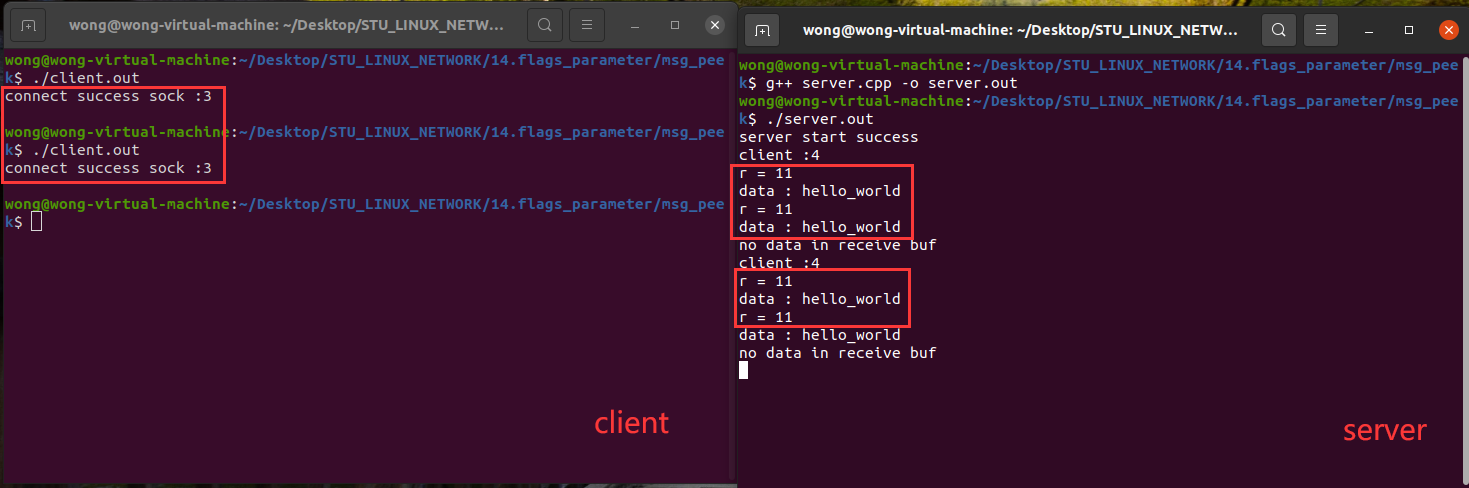 wong@wong-virtual-machine: ~/Desktop/STU_LINUX_NETW...
wong@wong-virtual-machine:~/Desktop/STU_LINUX_NETWORK/14.flags_parameter/msg_pee
k$ ./client.out
connect success sock :3
wong@wong-virtual-machine:~/Desktop/STU_LINUX_NETWORK/14.flags_parameter/msg_pee
k$ ./client.out
connect success sock :3
wong@wong-virtual-machine:~/Desktop/STU_LINUX_NETWORK/14.flags_parameter/msg_pee
k$
client
wong@wong-virtual-machine: ~/Desktop/STU_LINUX_NETW...
wong@wong-virtual-machine:~/Desktop/STU_LINUX_NETWORK/14.flags_parameter/msg_pee
k$ g++ server.cpp -o server.out
wong@wong-virtual-machine:~/Desktop/STU_LINUX_NETWORK/14.flags_parameter/msg_pee
k$ ./server.out
server start success
client :4
r = 11
data : hello_world
r = 11
data : hello_world
no data in receive buf
client :4
r = 11
data : hello_world
r = 11
data : hello_world
no data in receive buf
server